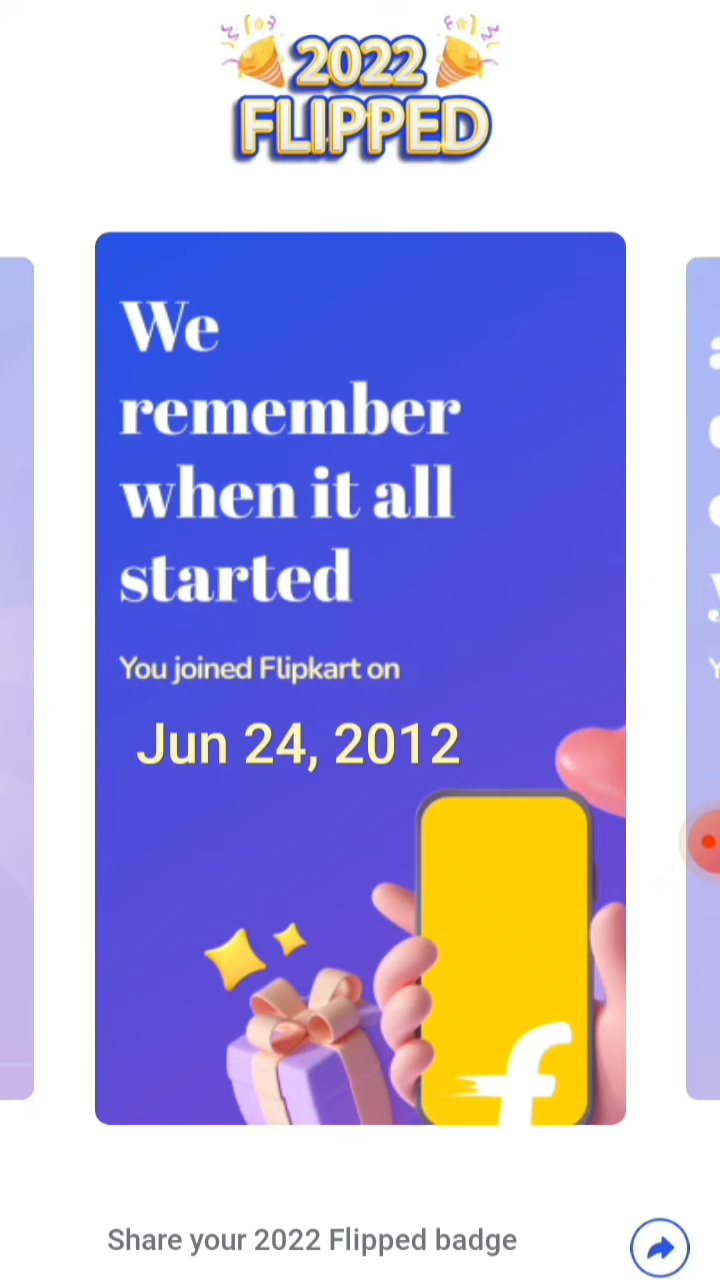 2022
FLIPPED
We
remember
when it all
started
You joined Flipkart on
Jun 24, 2012
f
Share your 2022 Flipped badge